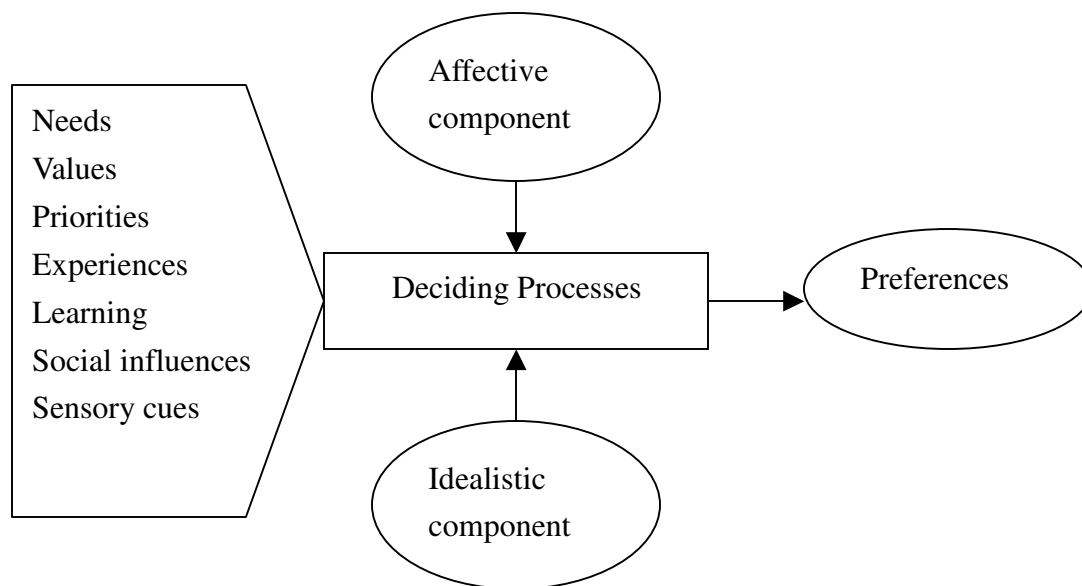 Affective
component
Needs
Values
Priorities
Experiences
Learning
Social influences
Sensory cues
Deciding Processes
Preferences
Idealistic
component